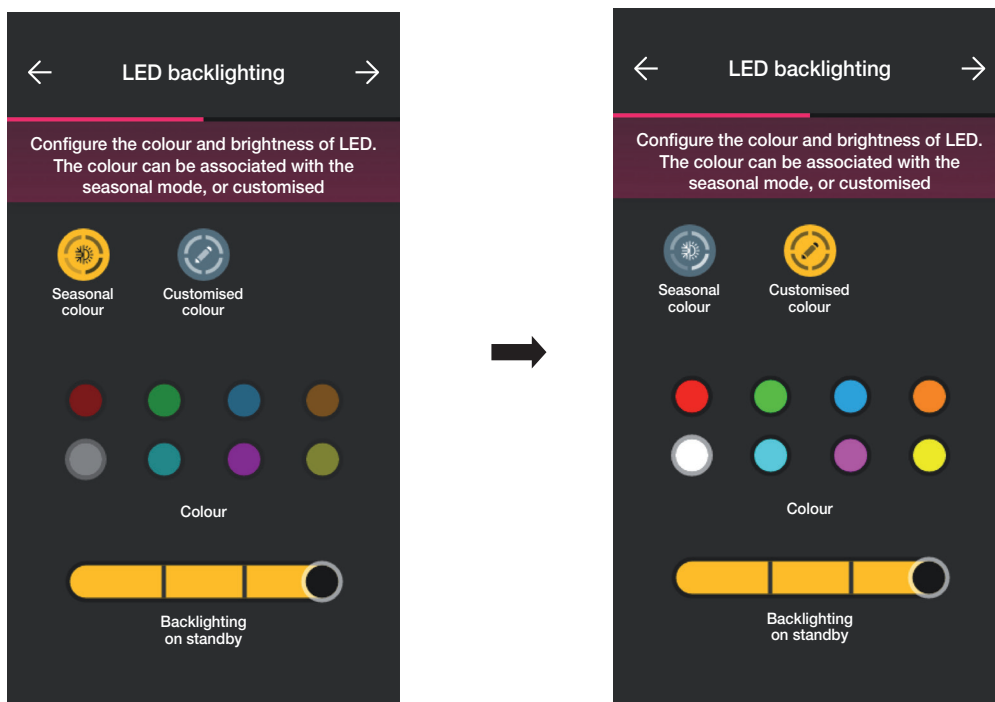 LED backlighting
Configure the colour and brightness of LED.
The colour can be associated with the
seasonal mode, or customised
Seasonal
colour
Customised
colour
Colour
Backlighting
on standby
LED backlighting
Configure the colour and brightness of LED.
The colour can be associated with the
seasonal mode, or customised
Seasonal
colour
Customised
colour
Colour
Backlighting
on standby